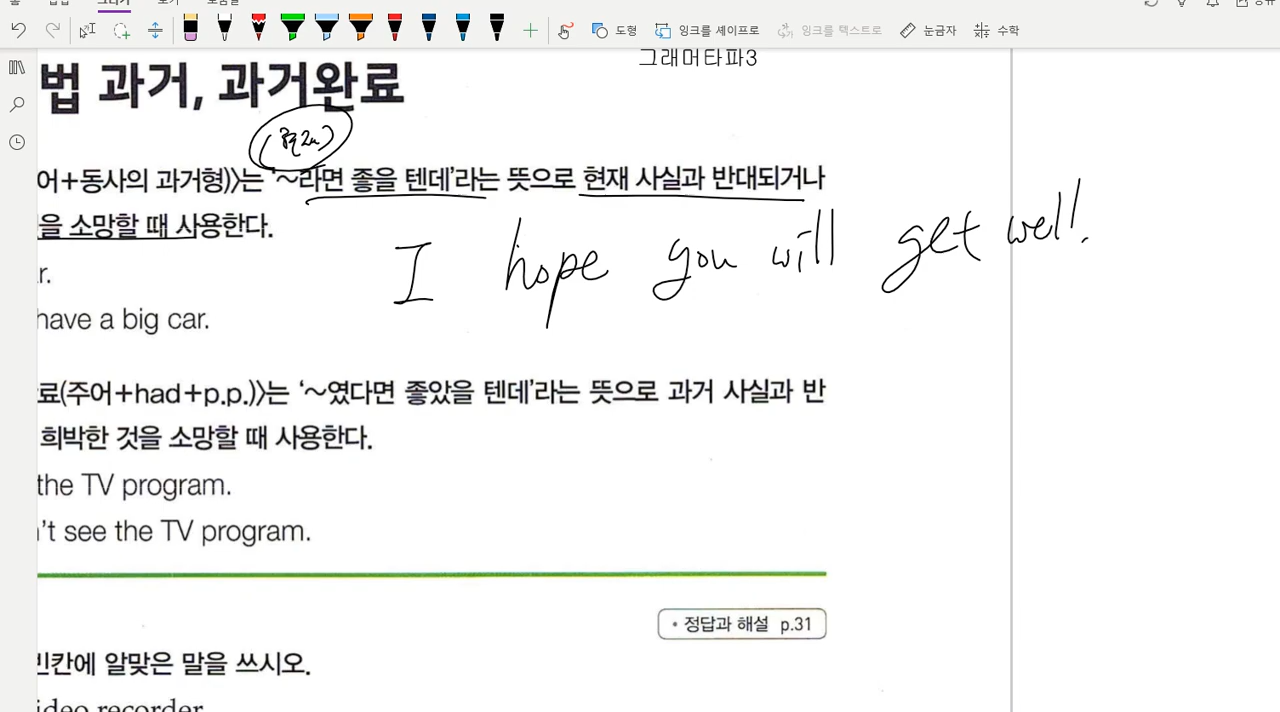 도형
잉크를 셰이프로
잉크를 텍스트로
눈금자
수학
그래머타파3
법 과거, 과거완료
(현재)
어+동사의 과거형)〉는 ‘~라면 좋을 텐데’라는 뜻으로 현재 사실과 반대되거나
을 소망할 때 사용한다.
I hope you will get well.
r.
have a big car.
료(주어+had+p.p.)〉는 ‘~였다면 좋았을 텐데’라는 뜻으로 과거 사실과 반
희박한 것을 소망할 때 사용한다.
the TV program.
't see the TV program.
• 정답과 해설 p.31
빈칸에 알맞은 말을 쓰시오.
ideo recorder